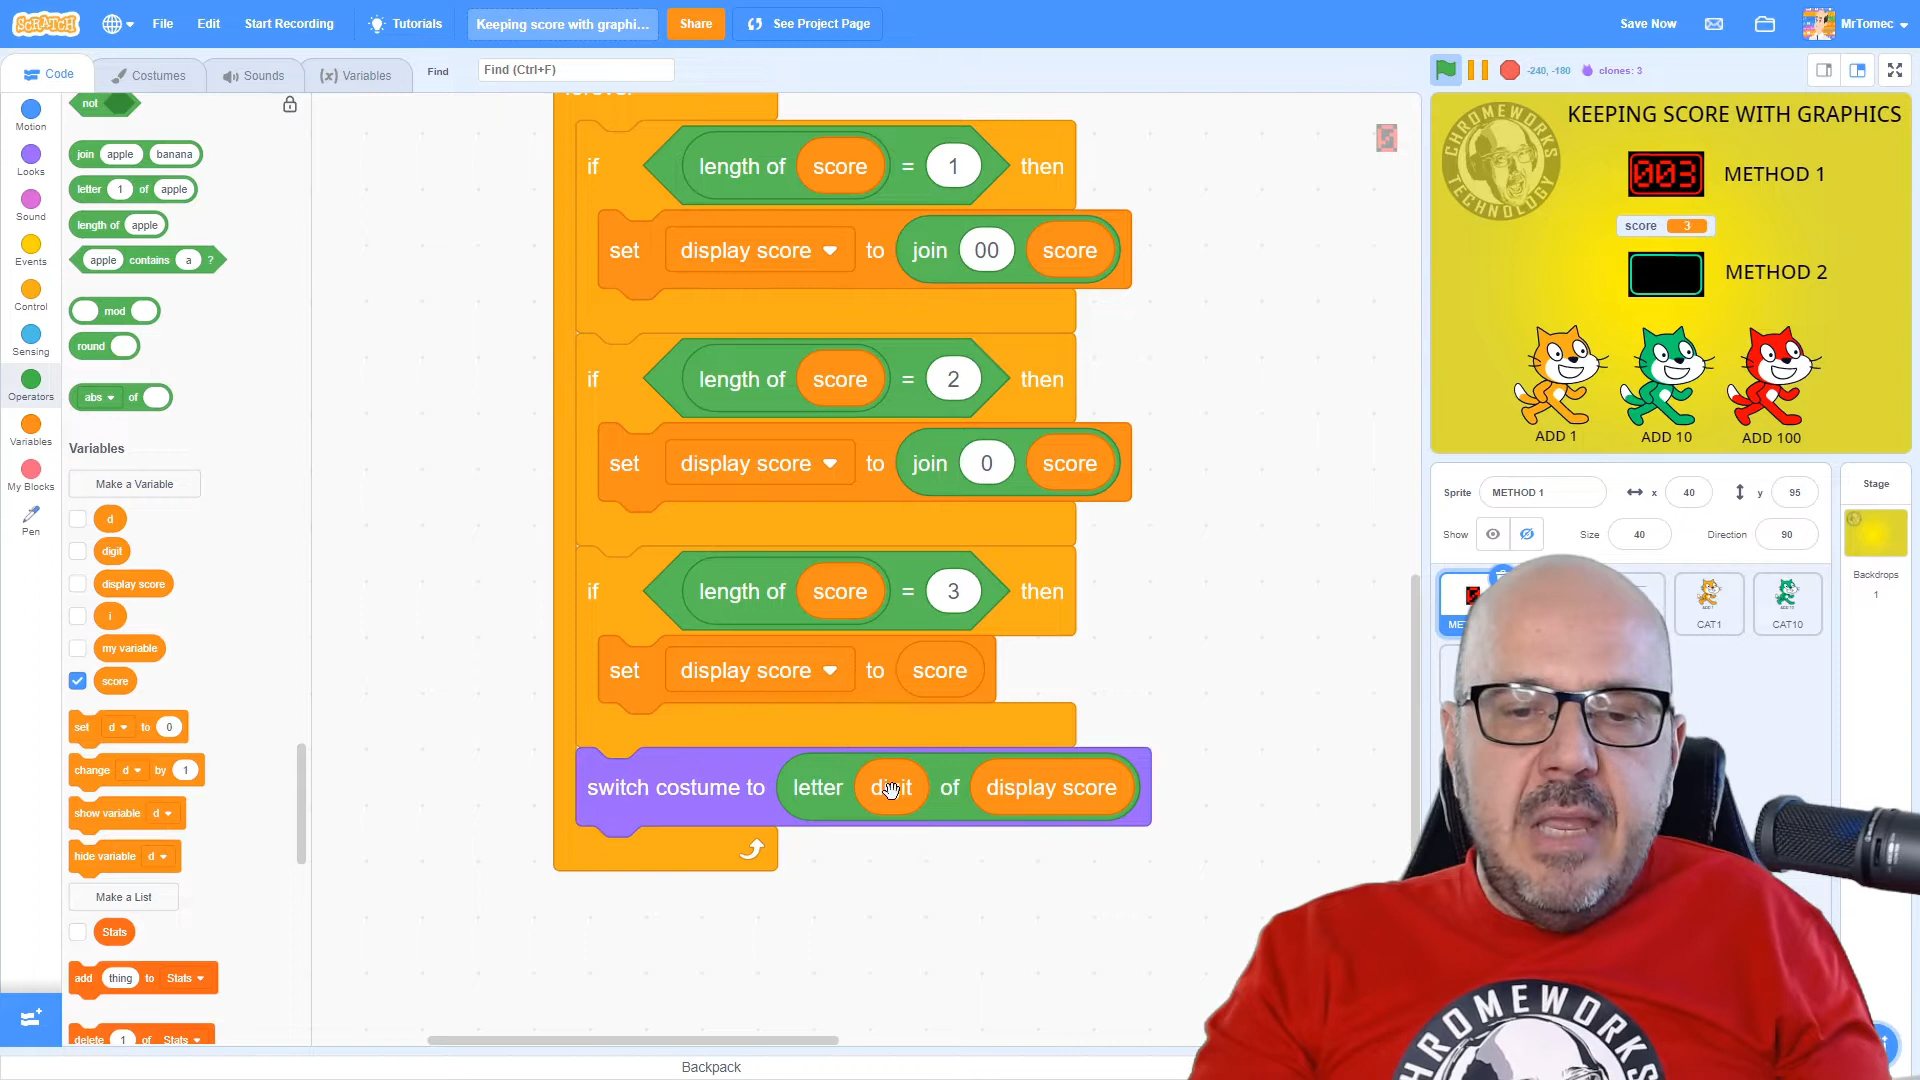 SCRATCH
File
Edit
Start Recording
Tutorials
Keeping score with graphi...
Share
See Project Page
Save Now
MrTomec
Code
Costumes
Sounds
(x) Variables
Find
Find (Ctrl+F)
-240, -180
clones: 3
Motion
Looks
Sound
Events
Control
Sensing
Operators
Variables
My Blocks
Pen
not
join apple banana
letter 1 of apple
length of apple
apple contains a ?
mod
round
abs of
Variables
Make a Variable
d
digit
display score
i
my variable
score
set d to 0
change d by 1
show variable d
hide variable d
Make a List
Stats
add thing to Stats
delete 1 of Stats
if length of score = 1 then
set display score to join 00 score
if length of score = 2 then
set display score to join 0 score
if length of score = 3 then
set display score to score
switch costume to letter digit of display score
Backpack
KEEPING SCORE WITH GRAPHICS
CHROMEWORKS
TECHNOLOGY
003
METHOD 1
score 3
METHOD 2
ADD 1
ADD 10
ADD 100
Sprite METHOD 1 x 40 y 95
Show Size 40 Direction 90
Stage
Backdrops
1
CAT1
CAT10
CHROMEWORKS